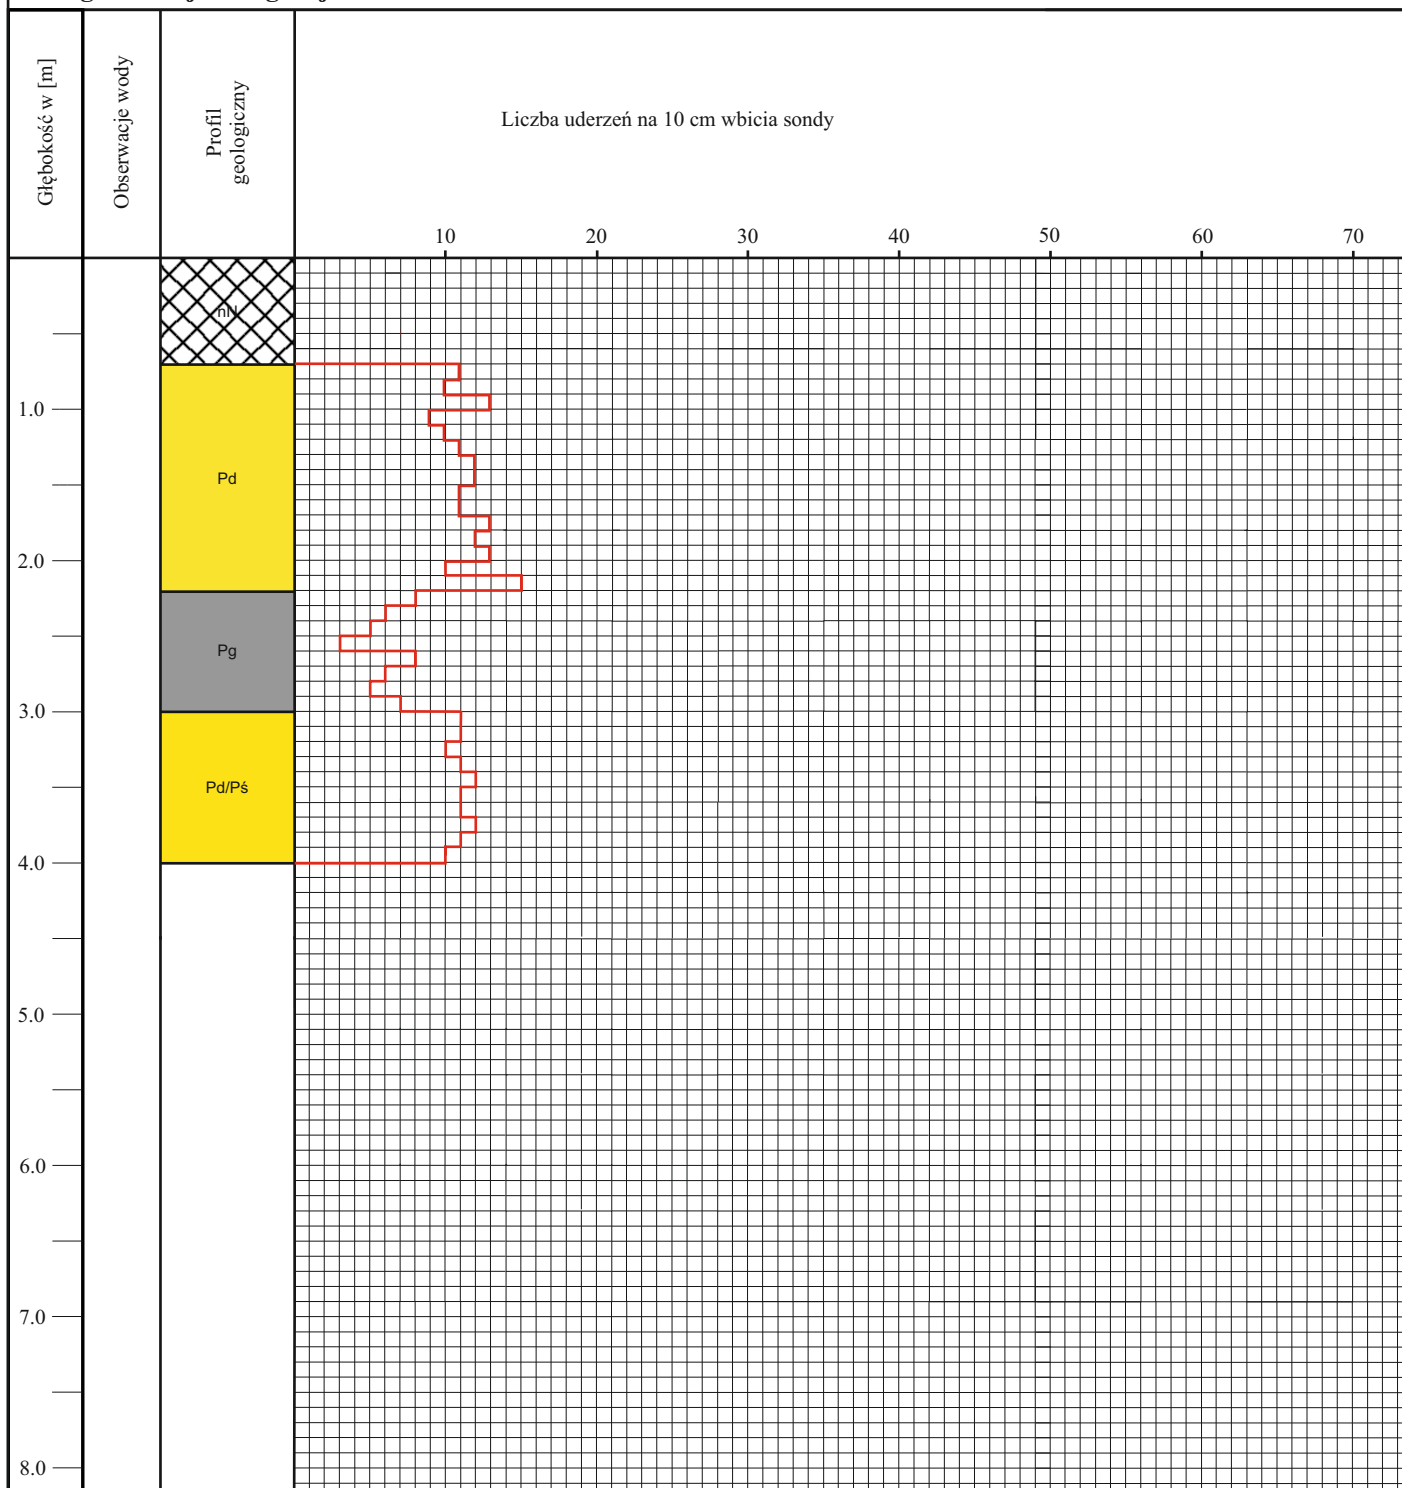 Głębokość w [m]
Obserwacje wody
Profil
geologiczny
Liczba uderzeń na 10 cm wbicia sondy
10 20 30 40 50 60 70
nN
1.0
Pd
2.0
Pg
3.0
Pd/Pś
4.0
5.0
6.0
7.0
8.0